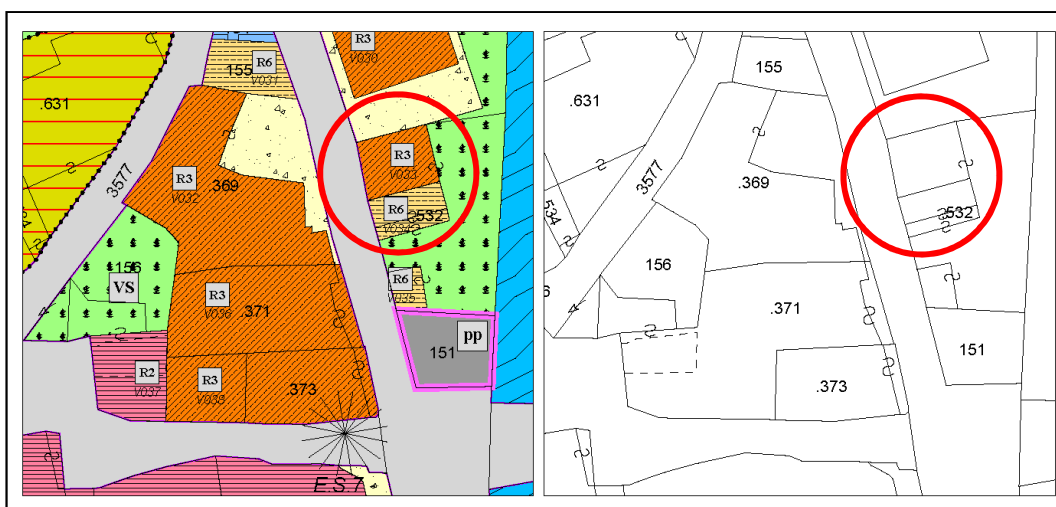 R3
V030
R6
155
V031
.631
R3
V033
3577
R3
.369
V032
R6
532
156
VS
R6
V035
R3
V036
.371
pp
151
R2
V037
R3
V038
.373
E.S.7
155
.631
3577
.369
534
532
156
.371
151
.373